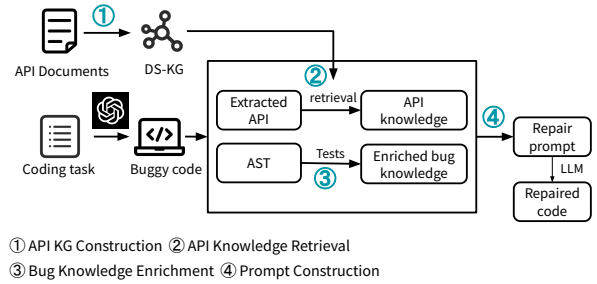 ①
API Documents
DS-KG
②
Extracted
API
retrieval
API
knowledge
④
Repair
prompt
Coding task
</>
Buggy code
AST
Tests
③
Enriched bug
knowledge
LLM
Repaired
code
① API KG Construction ② API Knowledge Retrieval
③ Bug Knowledge Enrichment ④ Prompt Construction